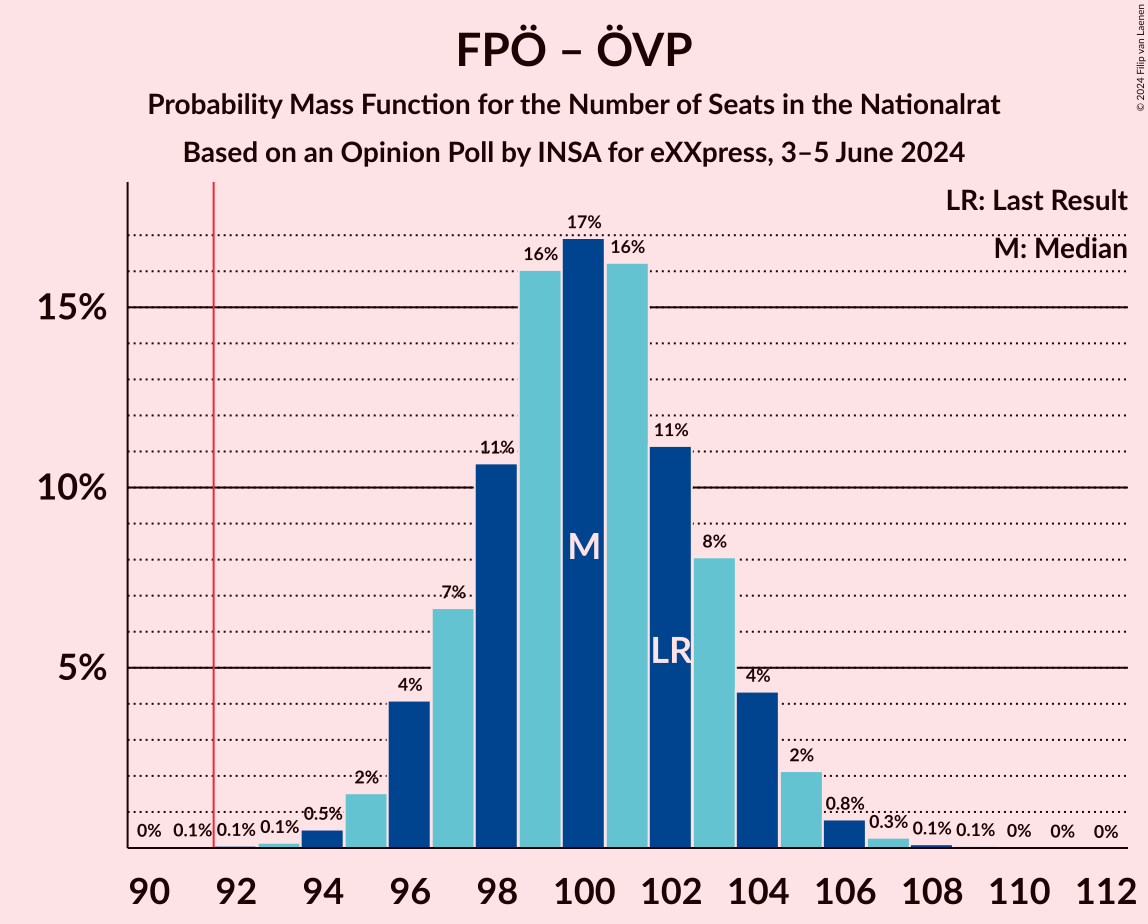 FPÖ – ÖVP
Probability Mass Function for the Number of Seats in the Nationalrat
Based on an Opinion Poll by INSA for eXXpress, 3–5 June 2024
© 2024 Filip van Laenen
LR: Last Result
M: Median
15%
10%
5%
0% 0.1% 0.1% 0.1% 0.5% 2% 4% 7% 11% 16% 17% 16% 11% 8% 4% 2% 0.8% 0.3% 0.1% 0.1% 0% 0% 0%
M
LR
90 92 94 96 98 100 102 104 106 108 110 112